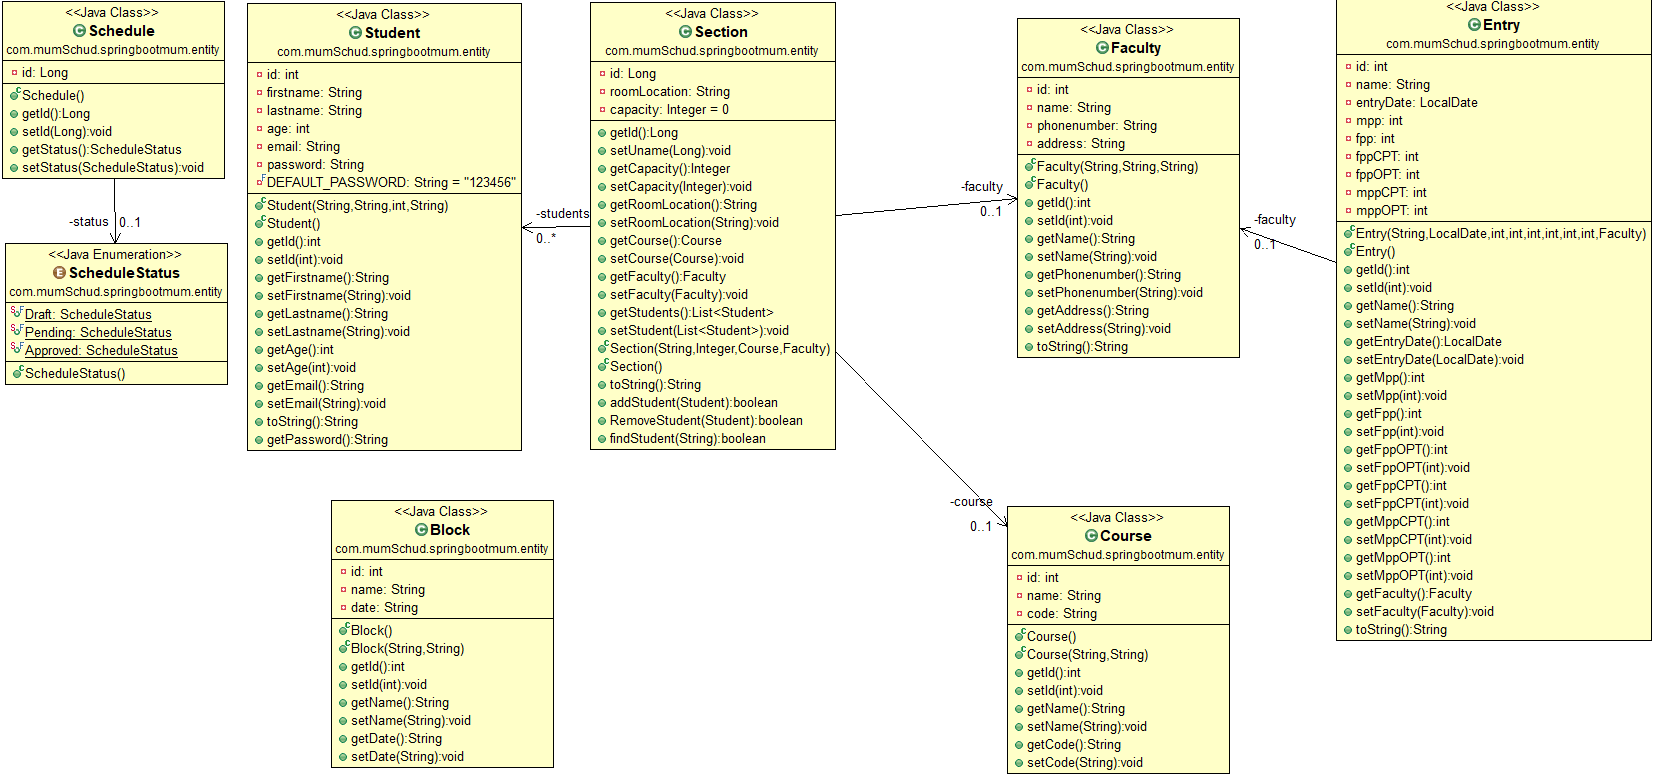 <<Java Class>>
Schedule
com.mumSchud.springbootmum.entity
id: Long
Schedule()
getId():Long
setId(Long):void
getStatus():ScheduleStatus
setStatus(ScheduleStatus):void
-status
0..1
<<Java Enumeration>>
ScheduleStatus
com.mumSchud.springbootmum.entity
Draft: ScheduleStatus
Pending: ScheduleStatus
Approved: ScheduleStatus
ScheduleStatus()
<<Java Class>>
Student
com.mumSchud.springbootmum.entity
id: int
firstname: String
lastname: String
age: int
email: String
password: String
DEFAULT_PASSWORD: String = "123456"
Student(String,String,int,String)
Student()
getId():int
setId(int):void
getFirstname():String
setFirstname(String):void
getLastname():String
setLastname(String):void
getAge():int
setAge(int):void
getEmail():String
setEmail(String):void
toString():String
getPassword():String
-students
0..*
<<Java Class>>
Section
com.mumSchud.springbootmum.entity
id: Long
roomLocation: String
capacity: Integer = 0
getId():Long
setUname(Long):void
getCapacity():Integer
setCapacity(Integer):void
getRoomLocation():String
setRoomLocation(String):void
getCourse():Course
setCourse(Course):void
getFaculty():Faculty
setFaculty(Faculty):void
getStudents():List<Student>
setStudent(List<Student>):void
Section(String,Integer,Course,Faculty)
Section()
toString():String
addStudent(Student):boolean
RemoveStudent(Student):boolean
findStudent(String):boolean
-faculty
0..1
<<Java Class>>
Faculty
com.mumSchud.springbootmum.entity
id: int
name: String
phonenumber: String
address: String
Faculty(String,String,String)
Faculty()
getId():int
setId(int):void
getName():String
setName(String):void
getPhonenumber():String
setPhonenumber(String):void
getAddress():String
setAddress(String):void
toString():String
-faculty
0..1
<<Java Class>>
Entry
com.mumSchud.springbootmum.entity
id: int
name: String
entryDate: LocalDate
mpp: int
fpp: int
fppCPT: int
fppOPT: int
mppCPT: int
mppOPT: int
Entry(String,LocalDate,int,int,int,int,int,int,Faculty)
Entry()
getId():int
setId(int):void
getName():String
setName(String):void
getEntryDate():LocalDate
setEntryDate(LocalDate):void
getMpp():int
setMpp(int):void
getFpp():int
setFpp(int):void
getFppOPT():int
setFppOPT(int):void
getFppCPT():int
setFppCPT(int):void
getMppCPT():int
setMppCPT(int):void
getMppOPT():int
setMppOPT(int):void
getFaculty():Faculty
setFaculty(Faculty):void
toString():String
<<Java Class>>
Block
com.mumSchud.springbootmum.entity
id: int
name: String
date: String
Block()
Block(String,String)
getId():int
setId(int):void
getName():String
setName(String):void
getDate():String
setDate(String):void
-course
0..1
<<Java Class>>
Course
com.mumSchud.springbootmum.entity
id: int
name: String
code: String
Course()
Course(String,String)
getId():int
setId(int):void
getName():String
setName(String):void
getCode():String
setCode(String):void